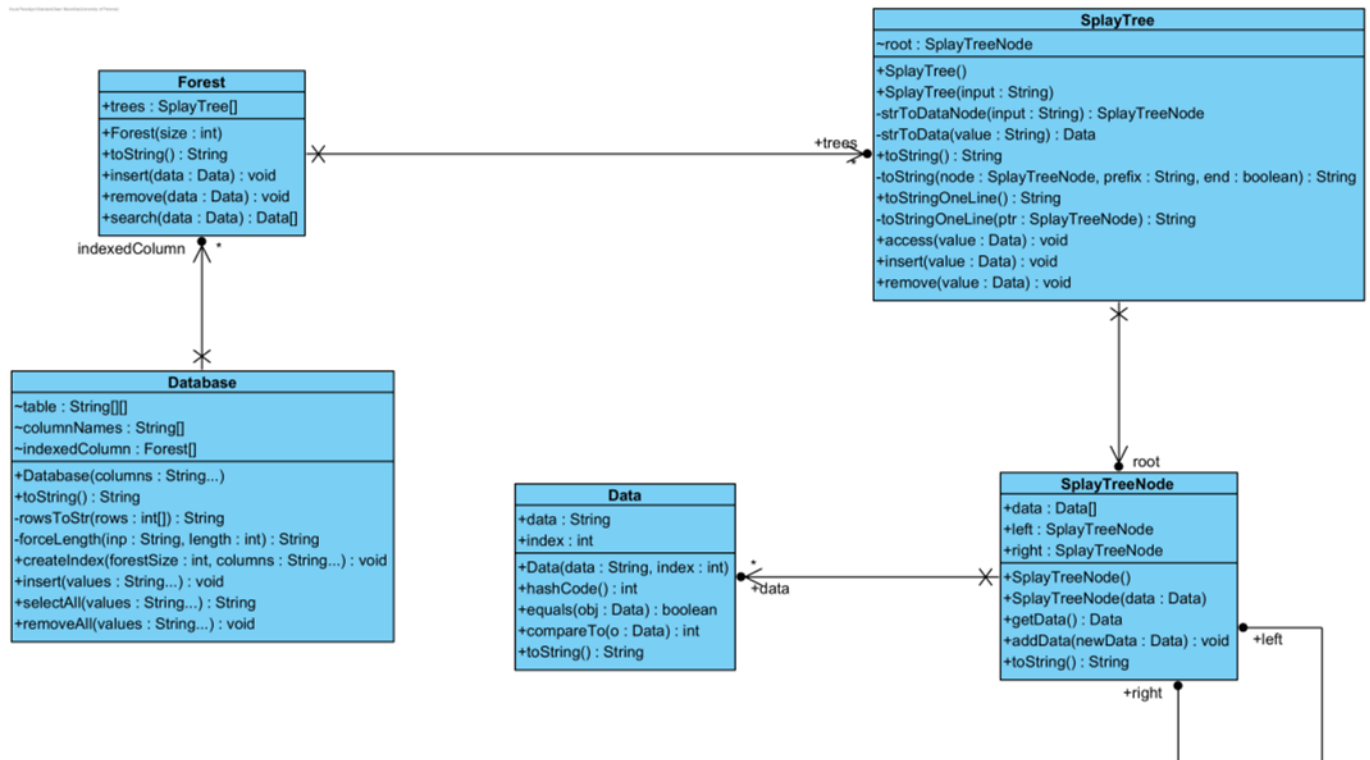 SplayTree
~root : SplayTreeNode
+SplayTree()
+SplayTree(input : String)
-strToDataNode(input : String) : SplayTreeNode
-strToData(value : String) : Data
+toString() : String
-toString(node : SplayTreeNode, prefix : String, end : boolean) : String
+toStringOneLine() : String
-toStringOneLine(ptr : SplayTreeNode) : String
+access(value : Data) : void
+insert(value : Data) : void
+remove(value : Data) : void
Forest
+trees : SplayTree[]
+Forest(size : int)
+toString() : String
+insert(data : Data) : void
+remove(data : Data) : void
+search(data : Data) : Data[]
+trees
*
indexedColumn
*
Database
~table : String[][]
~columnNames : String[]
~indexedColumn : Forest[]
+Database(columns : String...)
+toString() : String
-rowsToStr(rows : int[]) : String
-forceLength(inp : String, length : int) : String
+createIndex(forestSize : int, columns : String...) : void
+insert(values : String...) : void
+selectAll(values : String...) : String
+removeAll(values : String...) : void
root
Data
+data : String
+index : int
+Data(data : String, index : int)
+hashCode() : int
+equals(obj : Data) : boolean
+compareTo(o : Data) : int
+toString() : String
*
+data
SplayTreeNode
+data : Data[]
+left : SplayTreeNode
+right : SplayTreeNode
+SplayTreeNode()
+SplayTreeNode(data : Data)
+getData() : Data
+addData(newData : Data) : void
+toString() : String
+left
+right